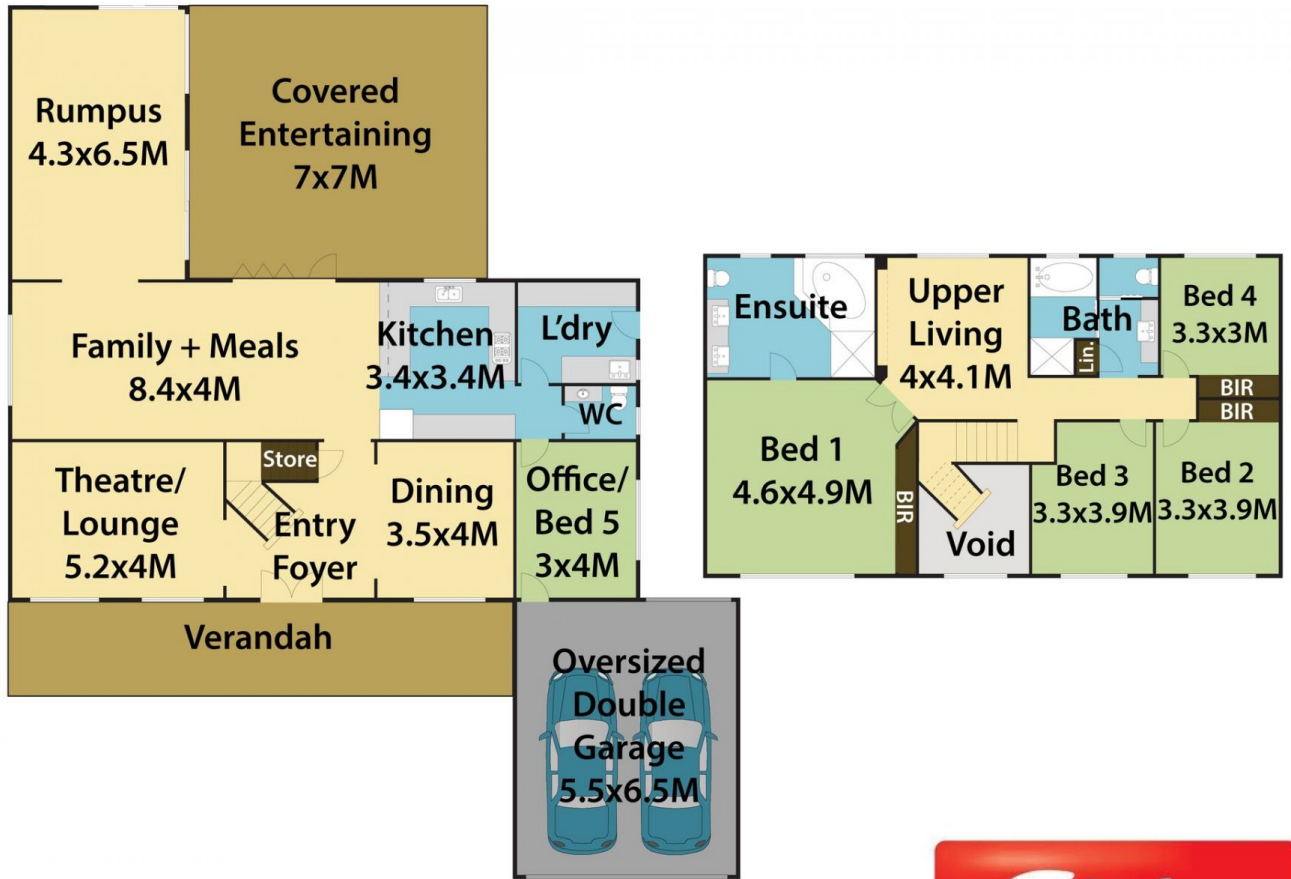 Rumpus
4.3x6.5M
Covered
Entertaining
7x7M
Family + Meals
8.4x4M
Kitchen
3.4x3.4M
L'dry
WC
Theatre/
Lounge
5.2x4M
Store
Entry
Foyer
Dining
3.5x4M
Office/
Bed 5
3x4M
Verandah
Oversized
Double
Garage
5.5x6.5M
Ensuite
Upper
Living
4x4.1M
Bath
Lin.
Bed 4
3.3x3M
BIR
BIR
Bed 1
4.6x4.9M
BIR
Void
Bed 3
3.3x3.9M
Bed 2
3.3x3.9M